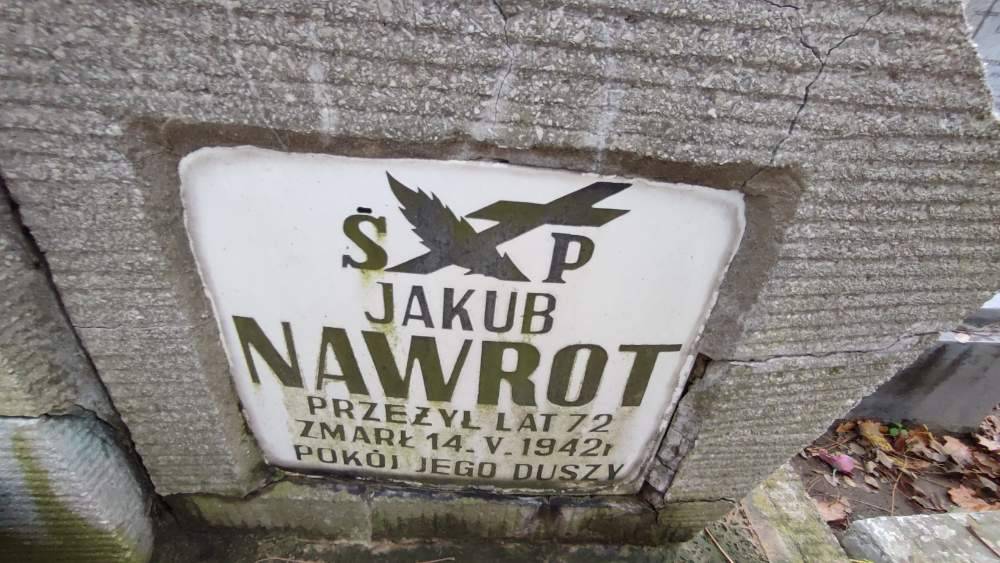 Ś P
JAKUB
NAWROT
PRZEŻYŁ LAT 72
ZMARŁ 14.V.1942r
POKÓJ JEGO DUSZY